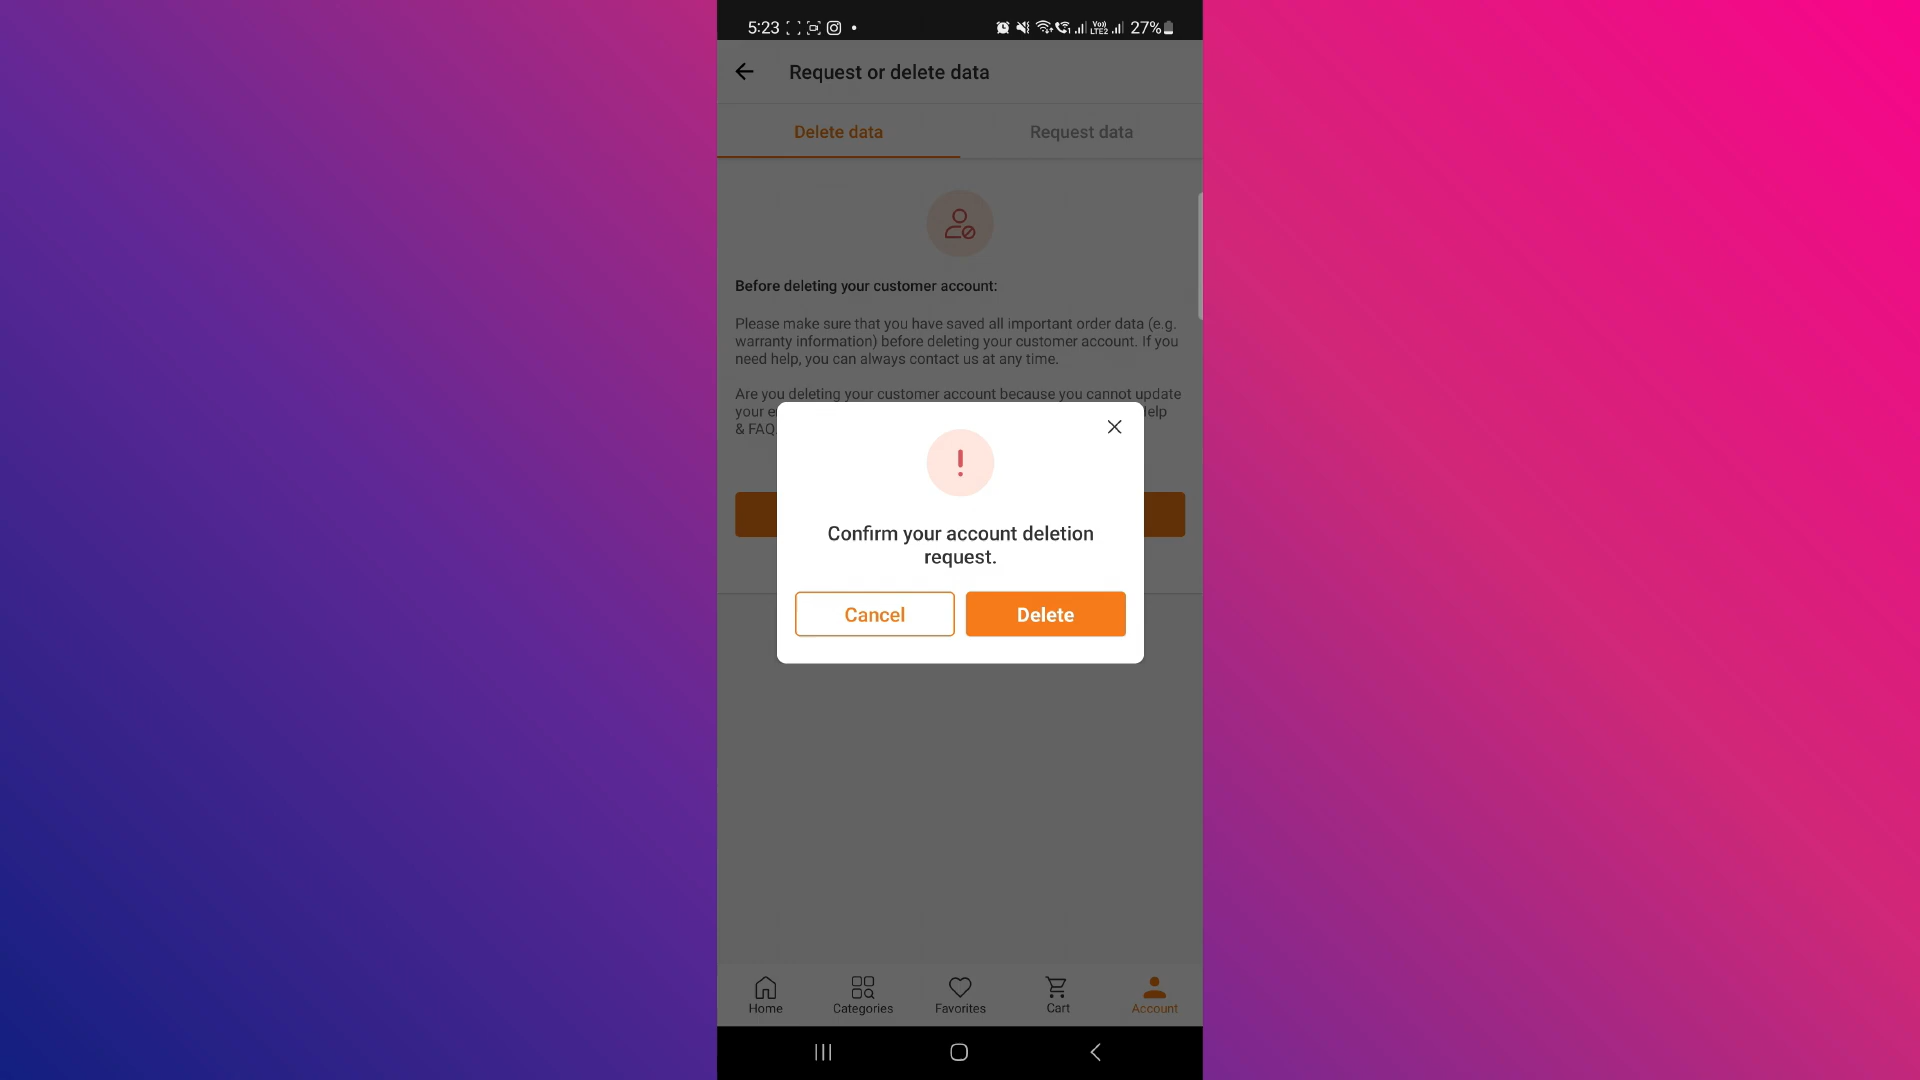 5:23
Vo))
LTE2
27%
Request or delete data
Delete data
Request data
Before deleting your customer account:
Please make sure that you have saved all important order data (e.g.
warranty information) before deleting your customer account. If you
need help, you can always contact us at any time.
Are you deleting your customer account because you cannot update
your
& FAQ
!
Confirm your account deletion
request.
Cancel
Delete
Home
Categories
Favorites
Cart
Account